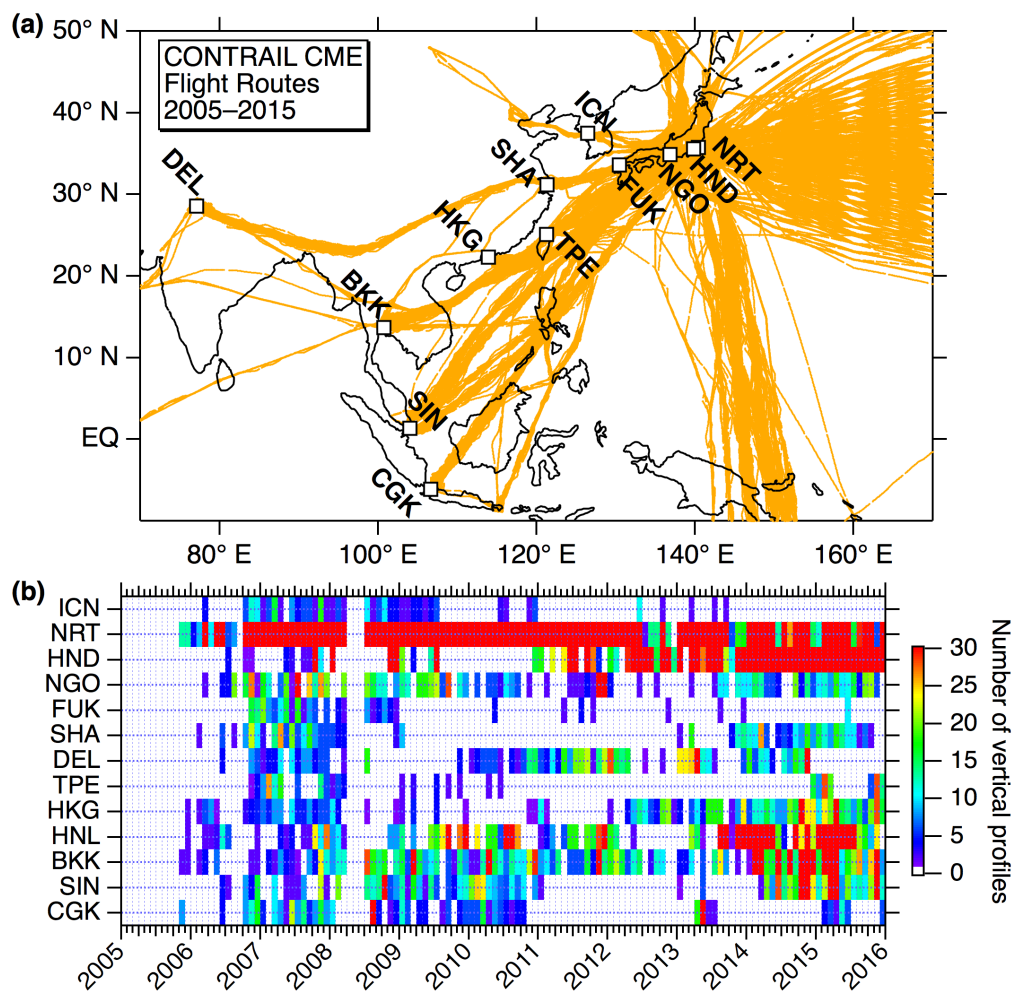 (a)
50° N
40° N
30° N
20° N
10° N
EQ
CONTRAIL CME
Flight Routes
2005–2015
DEL
ICN
SHA
HKG
BKK
TPE
FUK
NGO
HND
NRT
SIN
CGK
80° E
100° E
120° E
140° E
160° E
(b)
ICN
NRT
HND
NGO
FUK
SHA
DEL
TPE
HKG
HNL
BKK
SIN
CGK
2005
2006
2007
2008
2009
2010
2011
2012
2013
2014
2015
2016
30
25
20
15
10
5
0
Number of vertical profiles